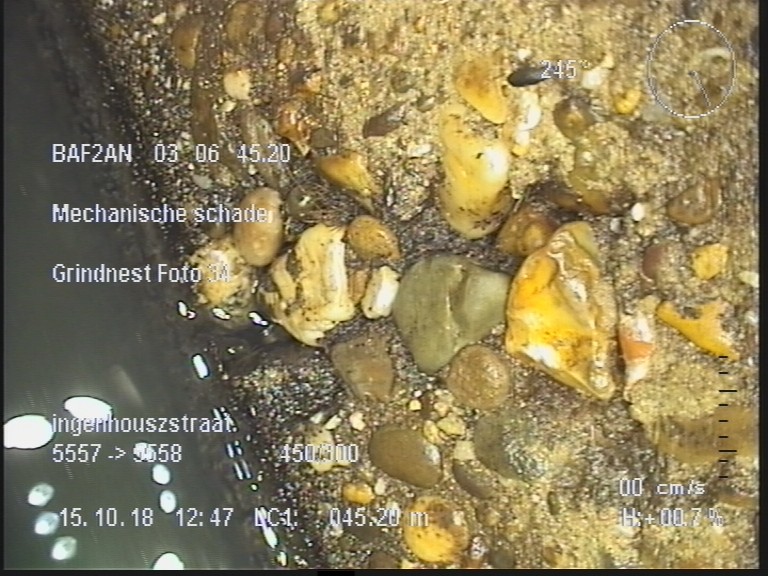 245
BAF2AN 03 06 45.20
Mechanische schade
Grindnest Foto 34
ingenhouszstraat
5557 -> 5558 450/300
00 cm/s
15.10.18 12:47 LC1: 045.20 m H:+00.7 %